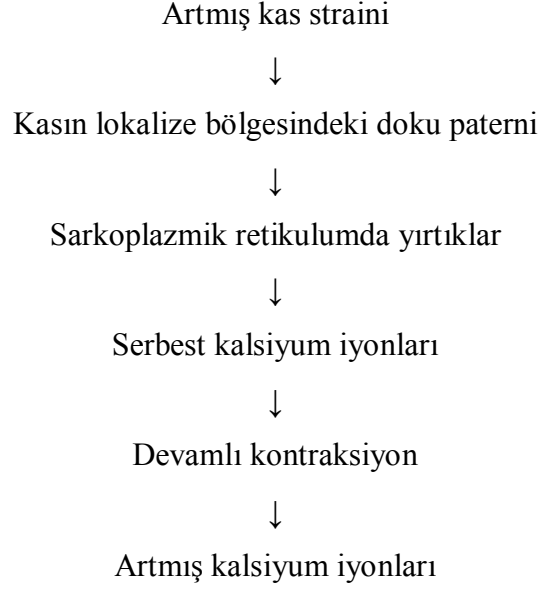 Artmış kas straini
↓
Kasın lokalize bölgesindeki doku paterni
↓
Sarkoplazmik retikulumda yırtıklar
↓
Serbest kalsiyum iyonları
↓
Devamlı kontraksiyon
↓
Artmış kalsiyum iyonları